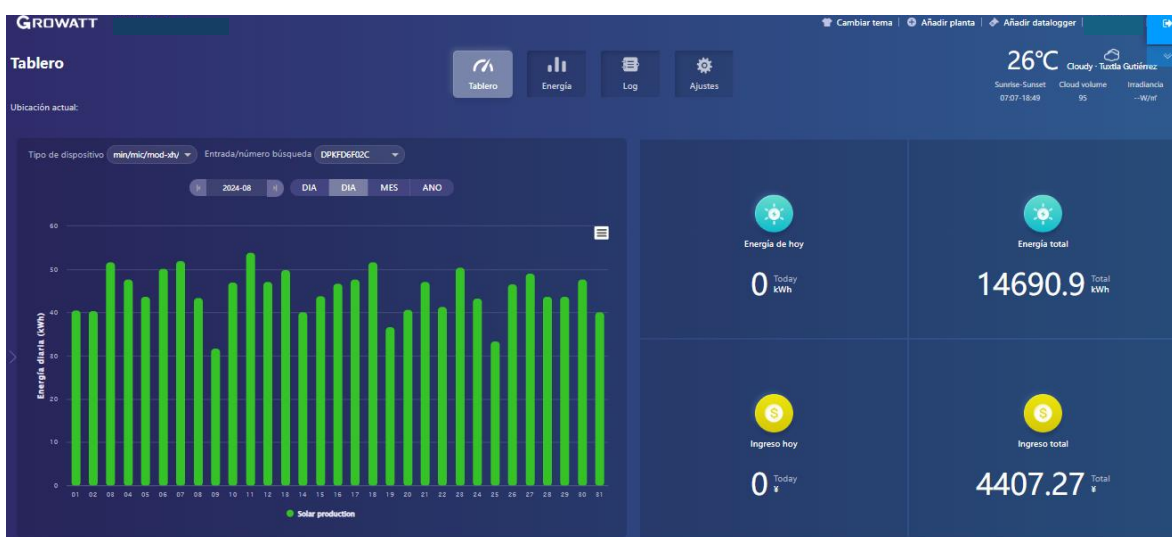 GROWATT
Cambiar tema | Añadir planta | Añadir datalogger |
Tablero
Tablero
Energía
Log
Ajustes
26°C Cloudy - Tuxtla Gutiérrez
Sunrise-Sunset Cloud volume Irradiancia
07:07-18:49 95 --W/㎡
Ubicación actual:
Tipo de dispositivo min/mic/mod-xh/ Entrada/número búsqueda DPKFD6F02C
2024-08 DIA DIA MES ANO
Energía diaria (kWh)
60
50
40
30
20
10
0
01 02 03 04 05 06 07 08 09 10 11 12 13 14 15 16 17 18 19 20 21 22 23 24 25 26 27 28 29 30 31
Solar production
Energía de hoy
0 Today kWh
Energía total
14690.9 Total kWh
Ingreso hoy
0 Today ¥
Ingreso total
4407.27 Total ¥